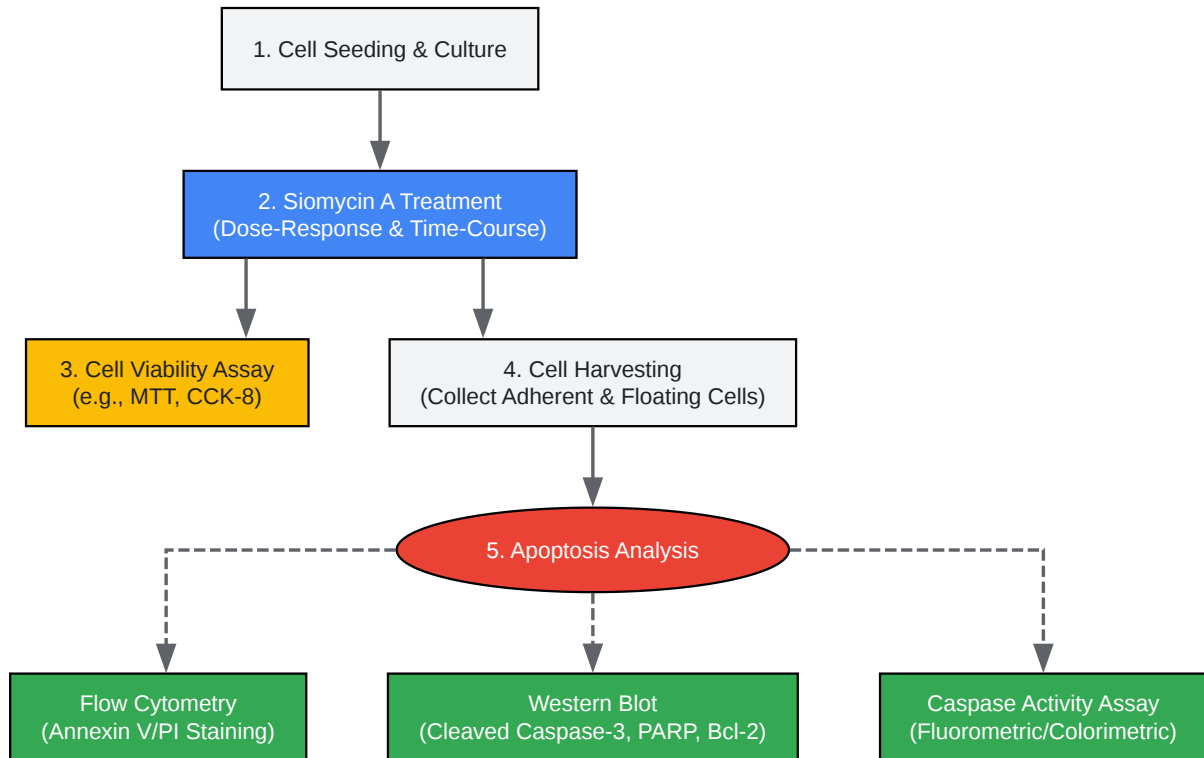 1. Cell Seeding & Culture
2. Siomycin A Treatment
(Dose-Response & Time-Course)
3. Cell Viability Assay
(e.g., MTT, CCK-8)
4. Cell Harvesting
(Collect Adherent & Floating Cells)
5. Apoptosis Analysis
Flow Cytometry
(Annexin V/PI Staining)
Western Blot
(Cleaved Caspase-3, PARP, Bcl-2)
Caspase Activity Assay
(Fluorometric/Colorimetric)